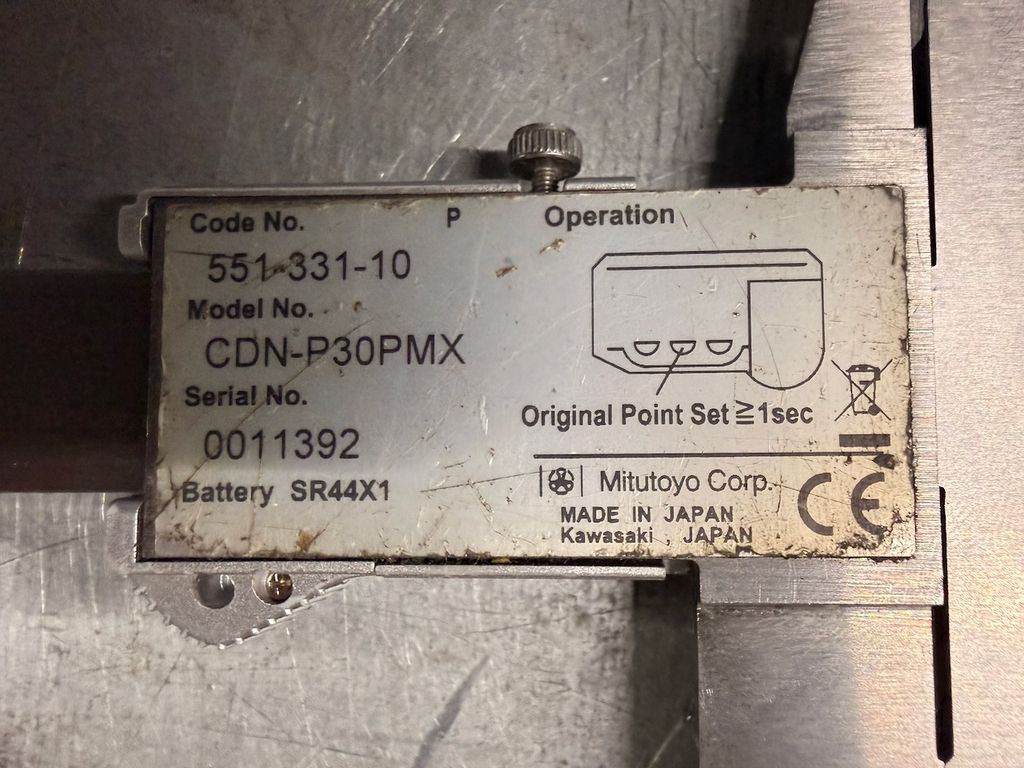 Code No.
P
Operation
551-331-10
Model No.
CDN-P30PMX
Serial No.
0011392
Battery SR44X1
Original Point Set ≧1sec
Mitutoyo Corp.
MADE IN JAPAN
Kawasaki , JAPAN
CE